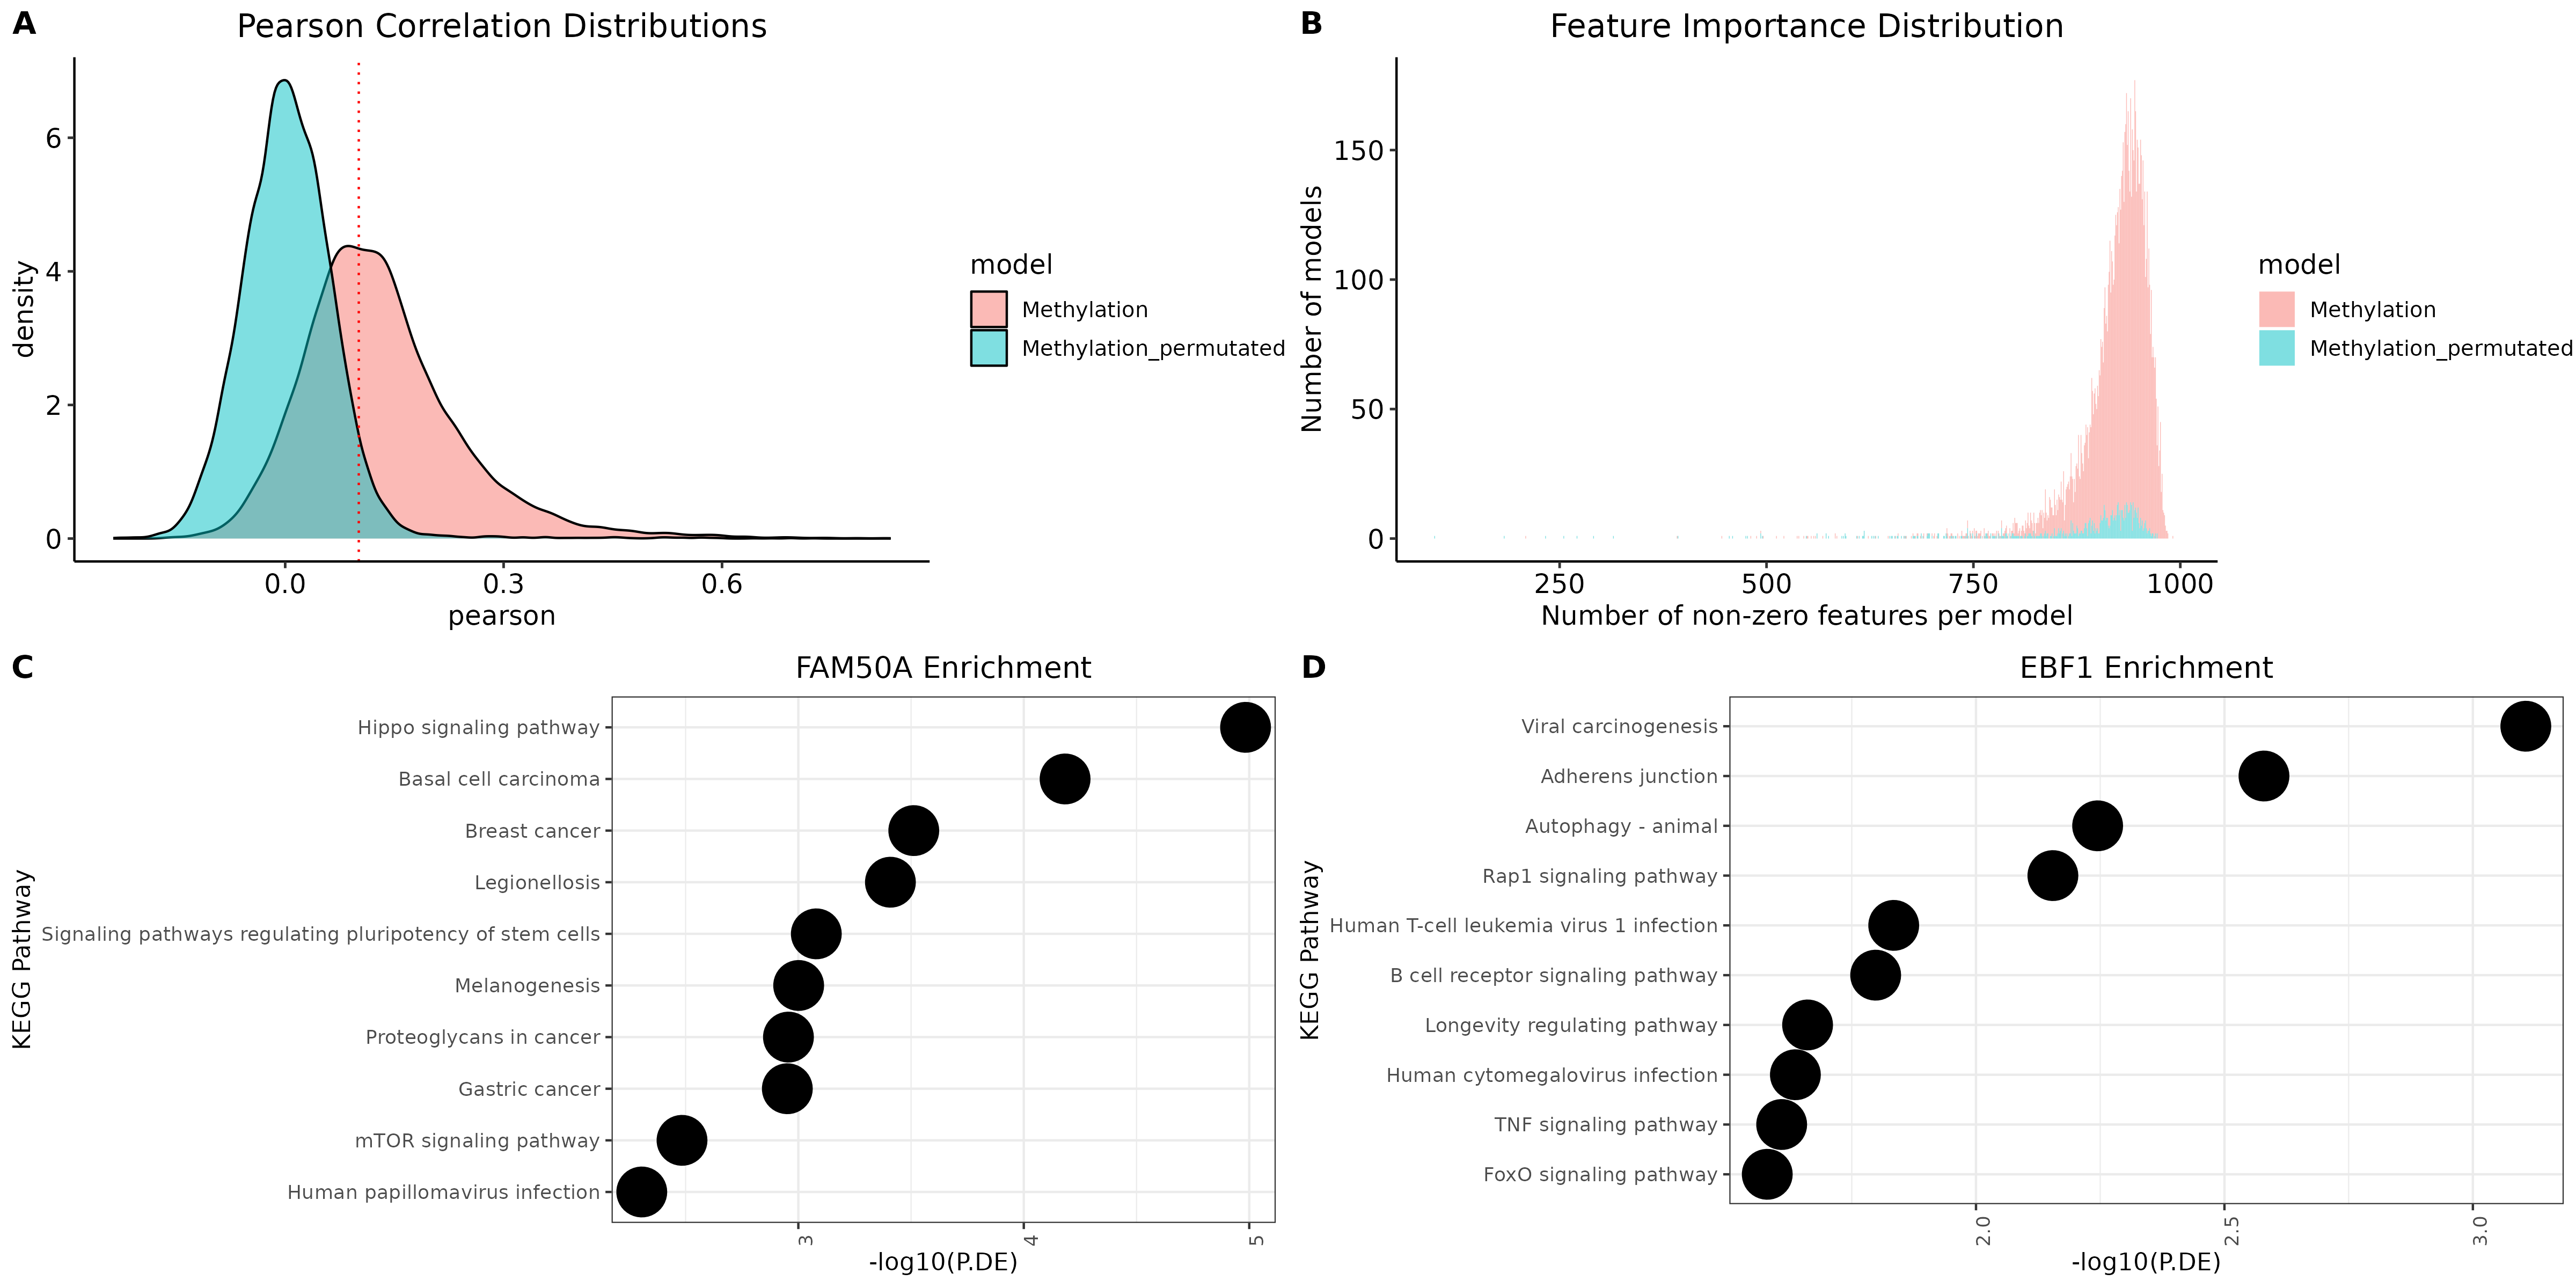 A
Pearson Correlation Distributions
density
6
4
2
0
0.0
0.3
0.6
pearson
model
Methylation
Methylation_permutated
B
Feature Importance Distribution
Number of models
150
100
50
0
250
500
750
1000
Number of non-zero features per model
model
Methylation
Methylation_permutated
C
FAM50A Enrichment
KEGG Pathway
Hippo signaling pathway
Basal cell carcinoma
Breast cancer
Legionellosis
Signaling pathways regulating pluripotency of stem cells
Melanogenesis
Proteoglycans in cancer
Gastric cancer
mTOR signaling pathway
Human papillomavirus infection
3
4
5
-log10(P.DE)
D
EBF1 Enrichment
KEGG Pathway
Viral carcinogenesis
Adherens junction
Autophagy - animal
Rap1 signaling pathway
Human T-cell leukemia virus 1 infection
B cell receptor signaling pathway
Longevity regulating pathway
Human cytomegalovirus infection
TNF signaling pathway
FoxO signaling pathway
2.0
2.5
3.0
-log10(P.DE)